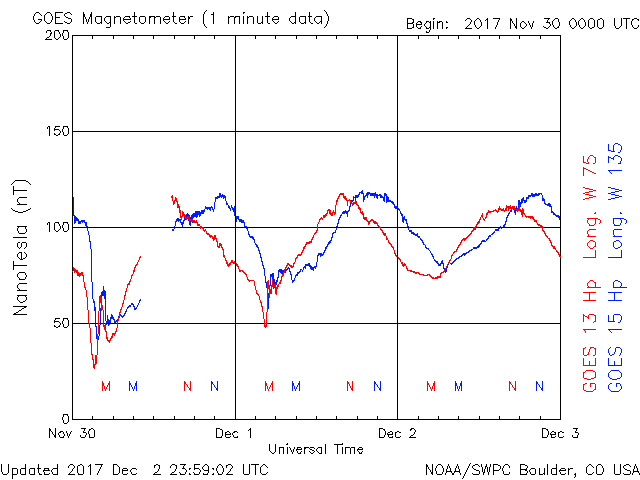 GOES Magnetometer (1 minute data)
Begin: 2017 Nov 30 0000 UTC
200
150
100
50
0
NanoTesla (nT)
M M N N M M N N M M N N
Nov 30 Dec 1 Dec 2 Dec 3
Universal Time
GOES 13 Hp Long. W 75
GOES 15 Hp Long. W 135
Updated 2017 Dec 2 23:59:02 UTC
NOAA/SWPC Boulder, CO USA